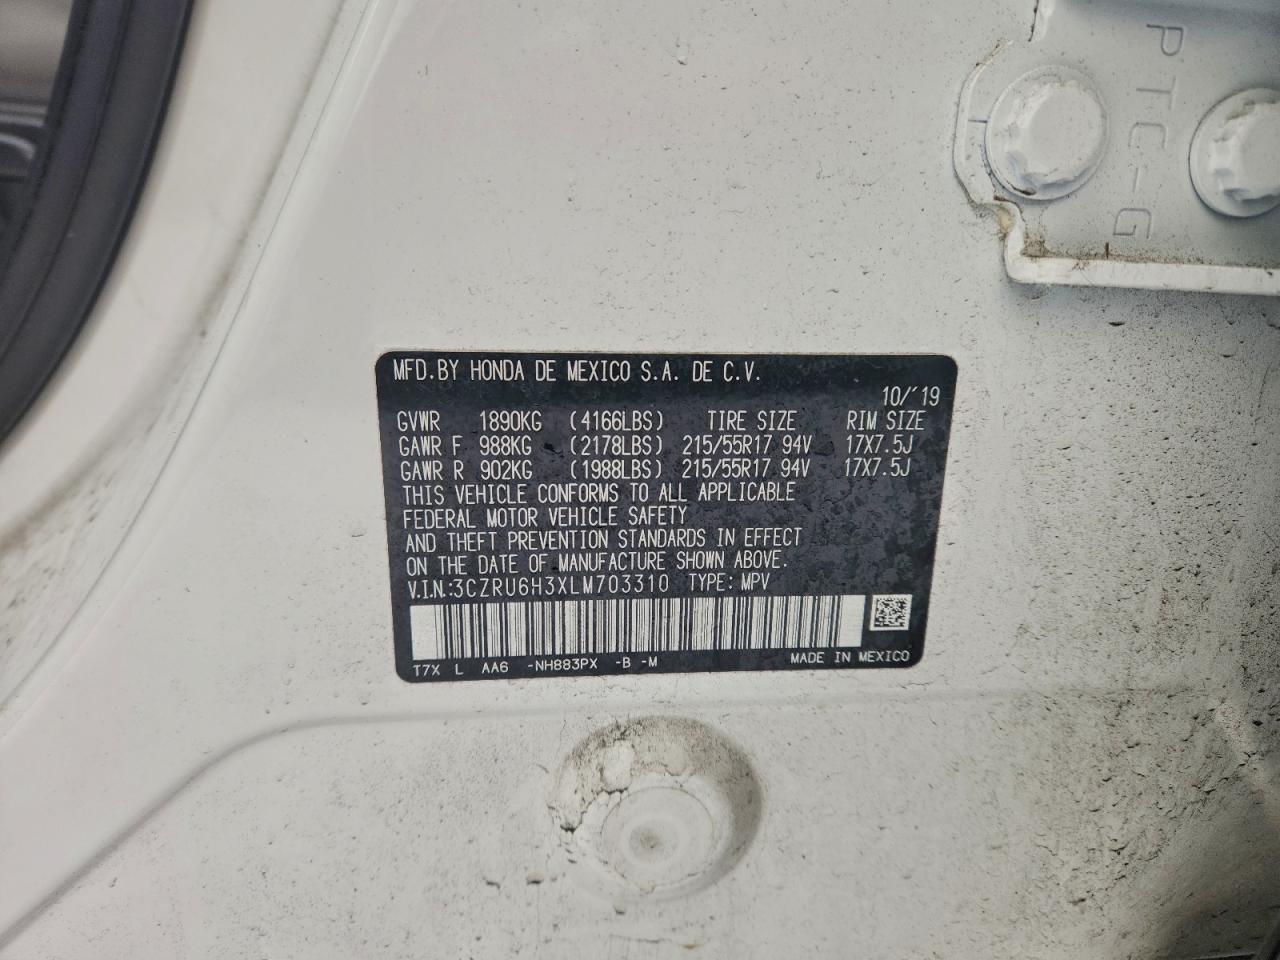 PTC-G
MFD.BY HONDA DE MEXICO S.A. DE C.V.
10/'19
GVWR 1890KG (4166LBS) TIRE SIZE RIM SIZE
GAWR F 988KG (2178LBS) 215/55R17 94V 17X7.5J
GAWR R 902KG (1988LBS) 215/55R17 94V 17X7.5J
THIS VEHICLE CONFORMS TO ALL APPLICABLE
FEDERAL MOTOR VEHICLE SAFETY
AND THEFT PREVENTION STANDARDS IN EFFECT
ON THE DATE OF MANUFACTURE SHOWN ABOVE.
V.I.N:3CZRU6H3XLM703310 TYPE: MPV
T7X L AA6 -NH883PX -B -M MADE IN MEXICO